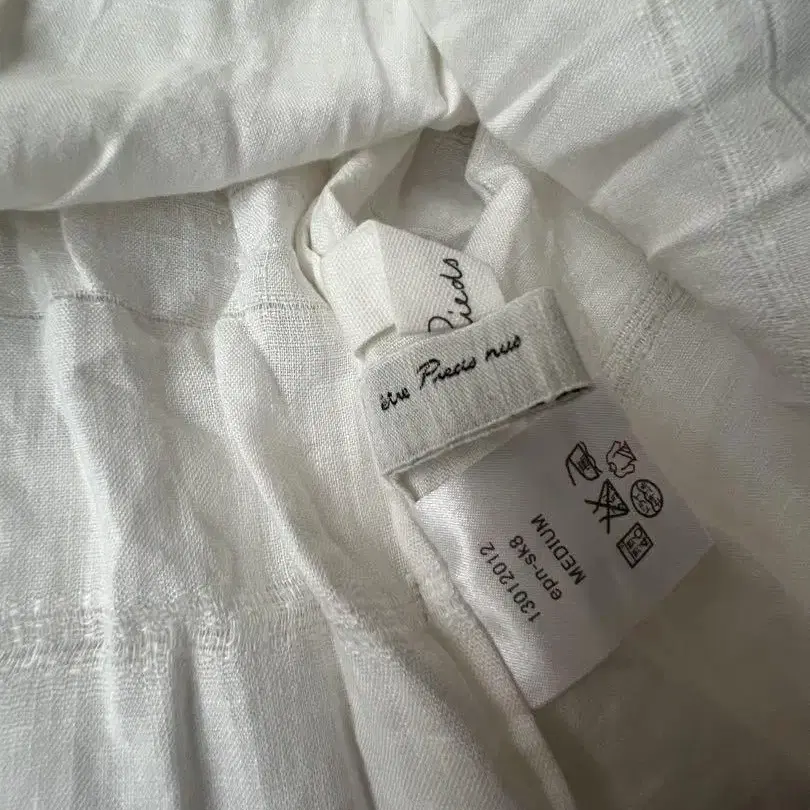 Pieds
être Pieds nus
MEDIUM
epn-sk8
13012012